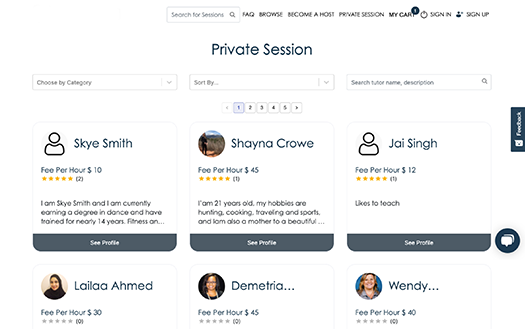 Search for Sessions FAQ BROWSE BECOME A HOST PRIVATE SESSION MY CART 1 SIGN IN SIGN UP
Private Session
Choose by Category Sort By... Search tutor name, description
‹ 1 2 3 4 5 ›
Feedback
Skye Smith
Fee Per Hour $ 10
(2)
I am Skye Smith and I am currently
earning a degree in dance and have
trained for nearly 14 years. Fitness an...
See Profile
Shayna Crowe
Fee Per Hour $ 45
(1)
I'am 21 years old, my hobbies are
hunting, cooking, traveling and sports,
and Iam also a mother to a beautiful ...
See Profile
Jai Singh
Fee Per Hour $ 12
(1)
Likes to teach
See Profile
Lailaa Ahmed
Fee Per Hour $ 30
(0)
Demetria...
Fee Per Hour $ 45
(0)
Wendy...
Fee Per Hour $ 40
(0)